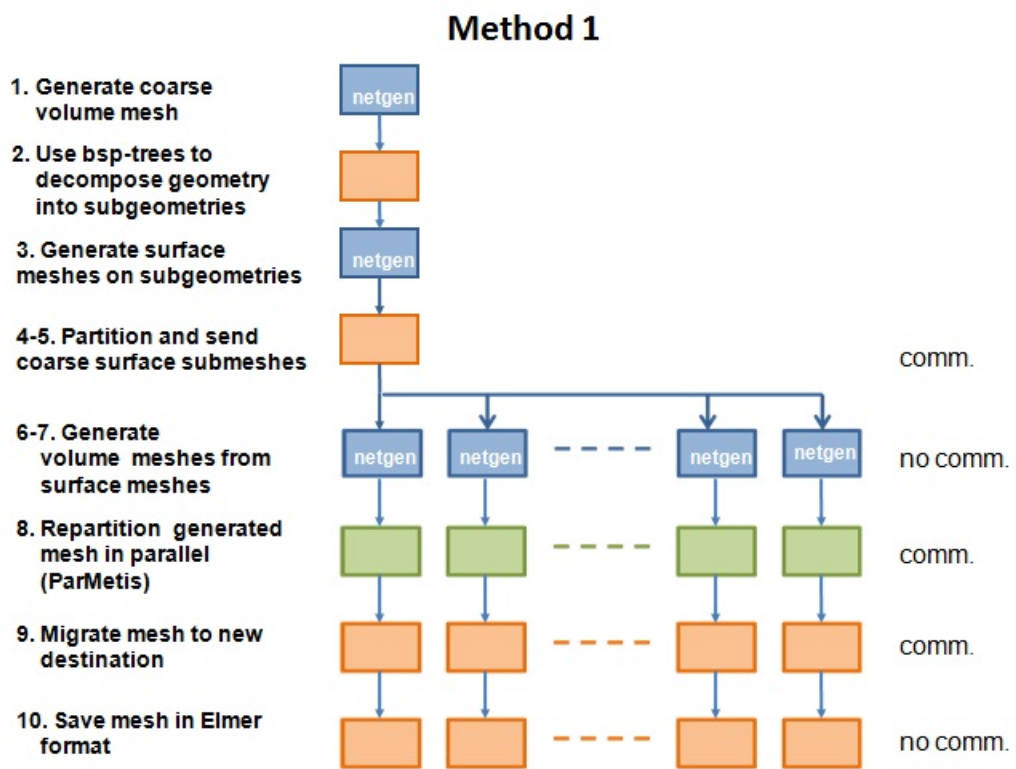 Method 1
1. Generate coarse
volume mesh
netgen
2. Use bsp-trees to
decompose geometry
into subgeometries
3. Generate surface
meshes on subgeometries
netgen
4-5. Partition and send
coarse surface submeshes
comm.
6-7. Generate
volume meshes from
surface meshes
netgen netgen netgen netgen
no comm.
8. Repartition generated
mesh in parallel
(ParMetis)
comm.
9. Migrate mesh to new
destination
comm.
10. Save mesh in Elmer
format
no comm.